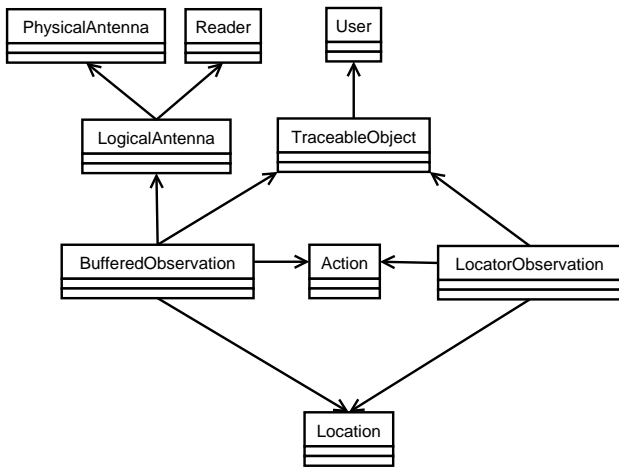 PhysicalAntenna
Reader
User
LogicalAntenna
TraceableObject
BufferedObservation
Action
LocatorObservation
Location